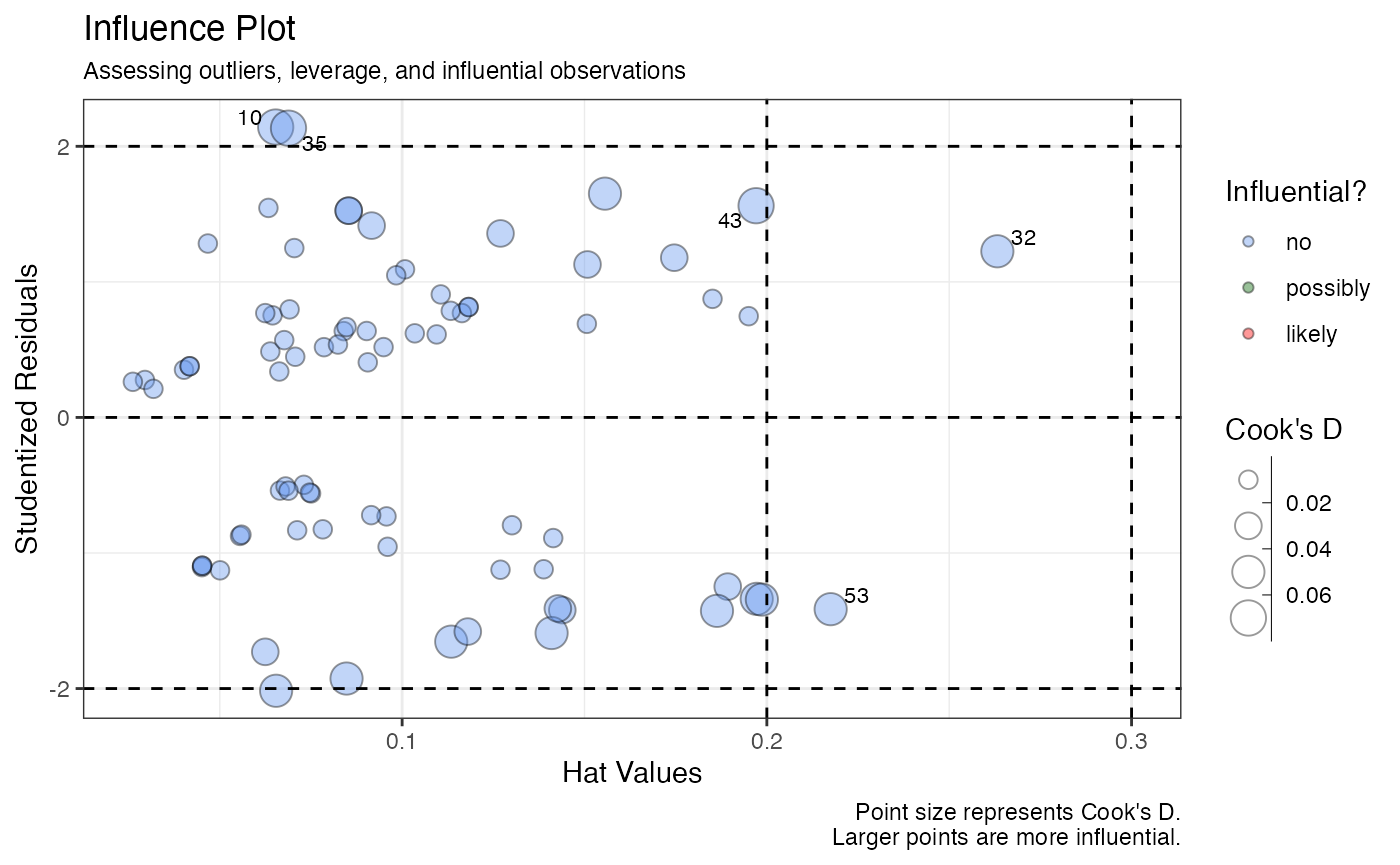 Influence Plot
Assessing outliers, leverage, and influential observations
10
35
43
32
53
2
0
-2
Studentized Residuals
0.1
0.2
0.3
Hat Values
Influential?
no
possibly
likely
Cook's D
0.02
0.04
0.06
Point size represents Cook's D.
Larger points are more influential.